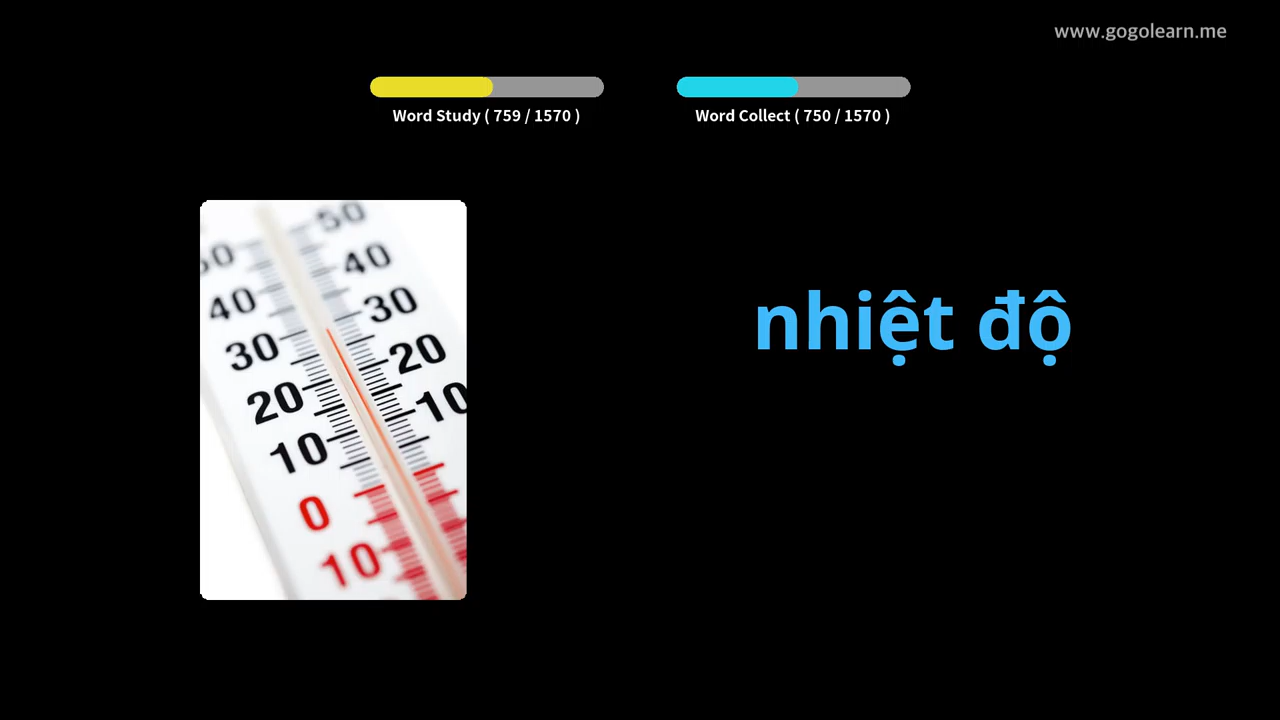 www.gogolearn.me
Word Study ( 759 / 1570 )
Word Collect ( 750 / 1570 )
nhiệt độ
50
40
40
30
30
20
20
10
10
0
10